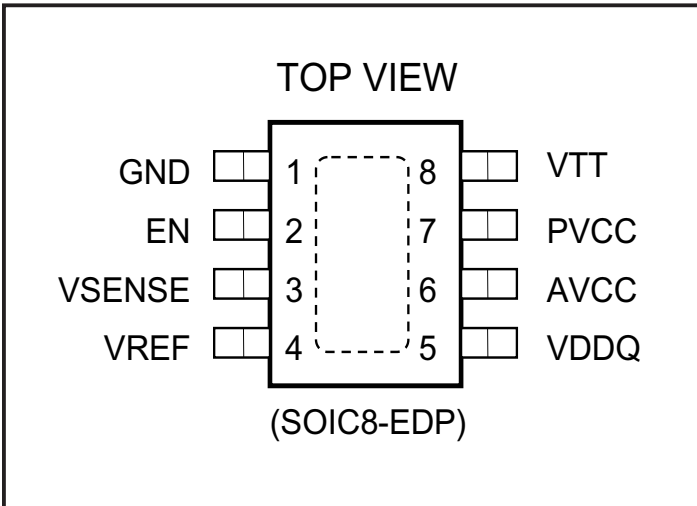 TOP VIEW
GND 1 8 VTT
EN 2 7 PVCC
VSENSE 3 6 AVCC
VREF 4 5 VDDQ
(SOIC8-EDP)